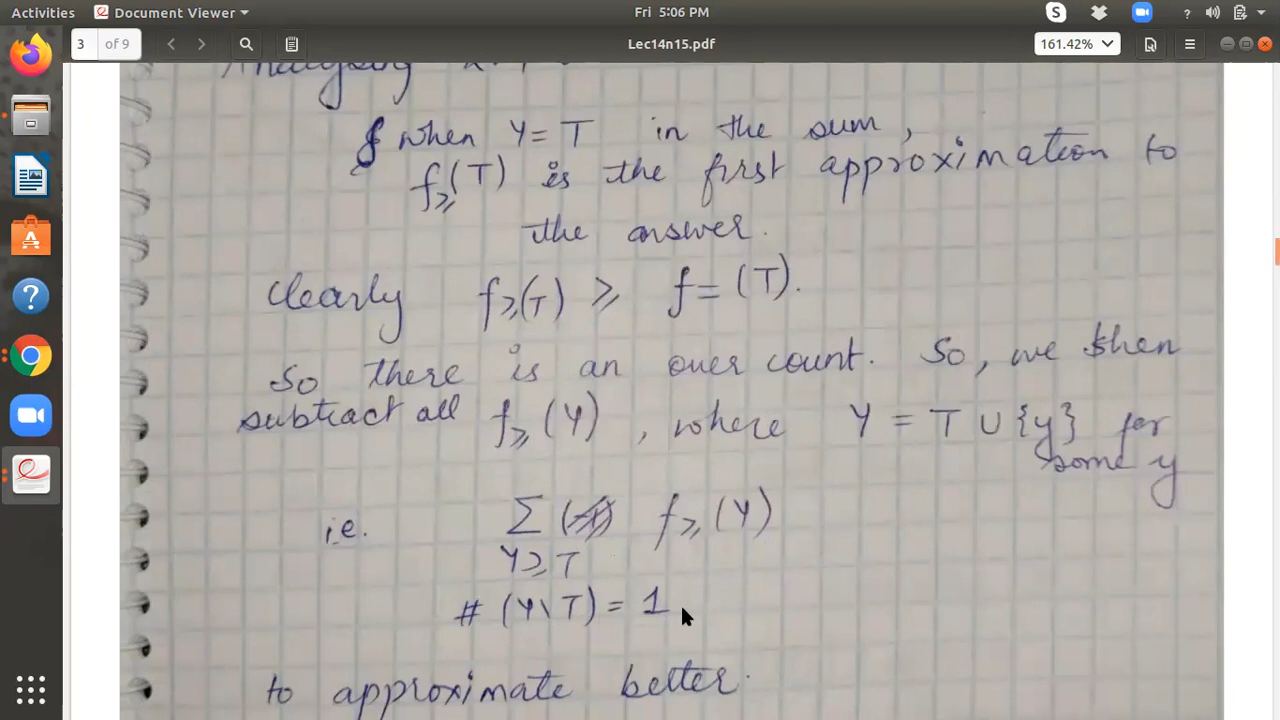 Activities Document Viewer Fri 5:06 PM ?
3 of 9 Lec14n15.pdf 161.42%
Analysing
when Y = T in the sum,
f≥(T) is the first approximation to
the answer.
Clearly f≥(T) ≥ f=(T).
So there is an over count. So, we then
subtract all f≥(Y), where Y = T ∪ {y} for
some y
i.e. Σ f≥(Y)
Y ⊇ T
# (Y \ T) = 1
to approximate better.